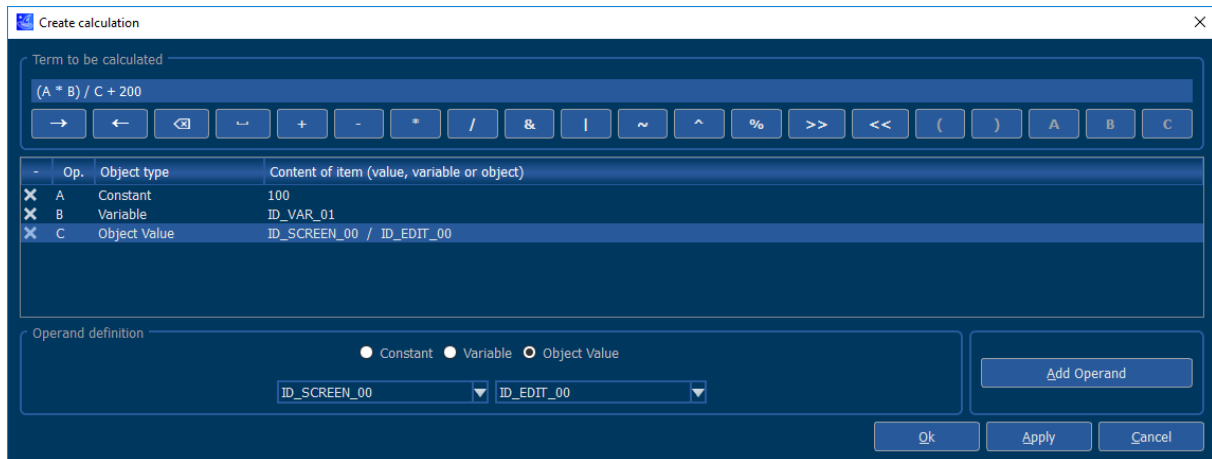 Create calculation
Term to be calculated
(A * B) / C + 200
→ ← ⌫ ⎵ + - * / & | ~ ^ % >> << ( ) A B C
- Op. Object type Content of item (value, variable or object)
A Constant 100
B Variable ID_VAR_01
C Object Value ID_SCREEN_00 / ID_EDIT_00
Operand definition
Constant Variable Object Value
ID_SCREEN_00 ID_EDIT_00
Add Operand
Ok Apply Cancel